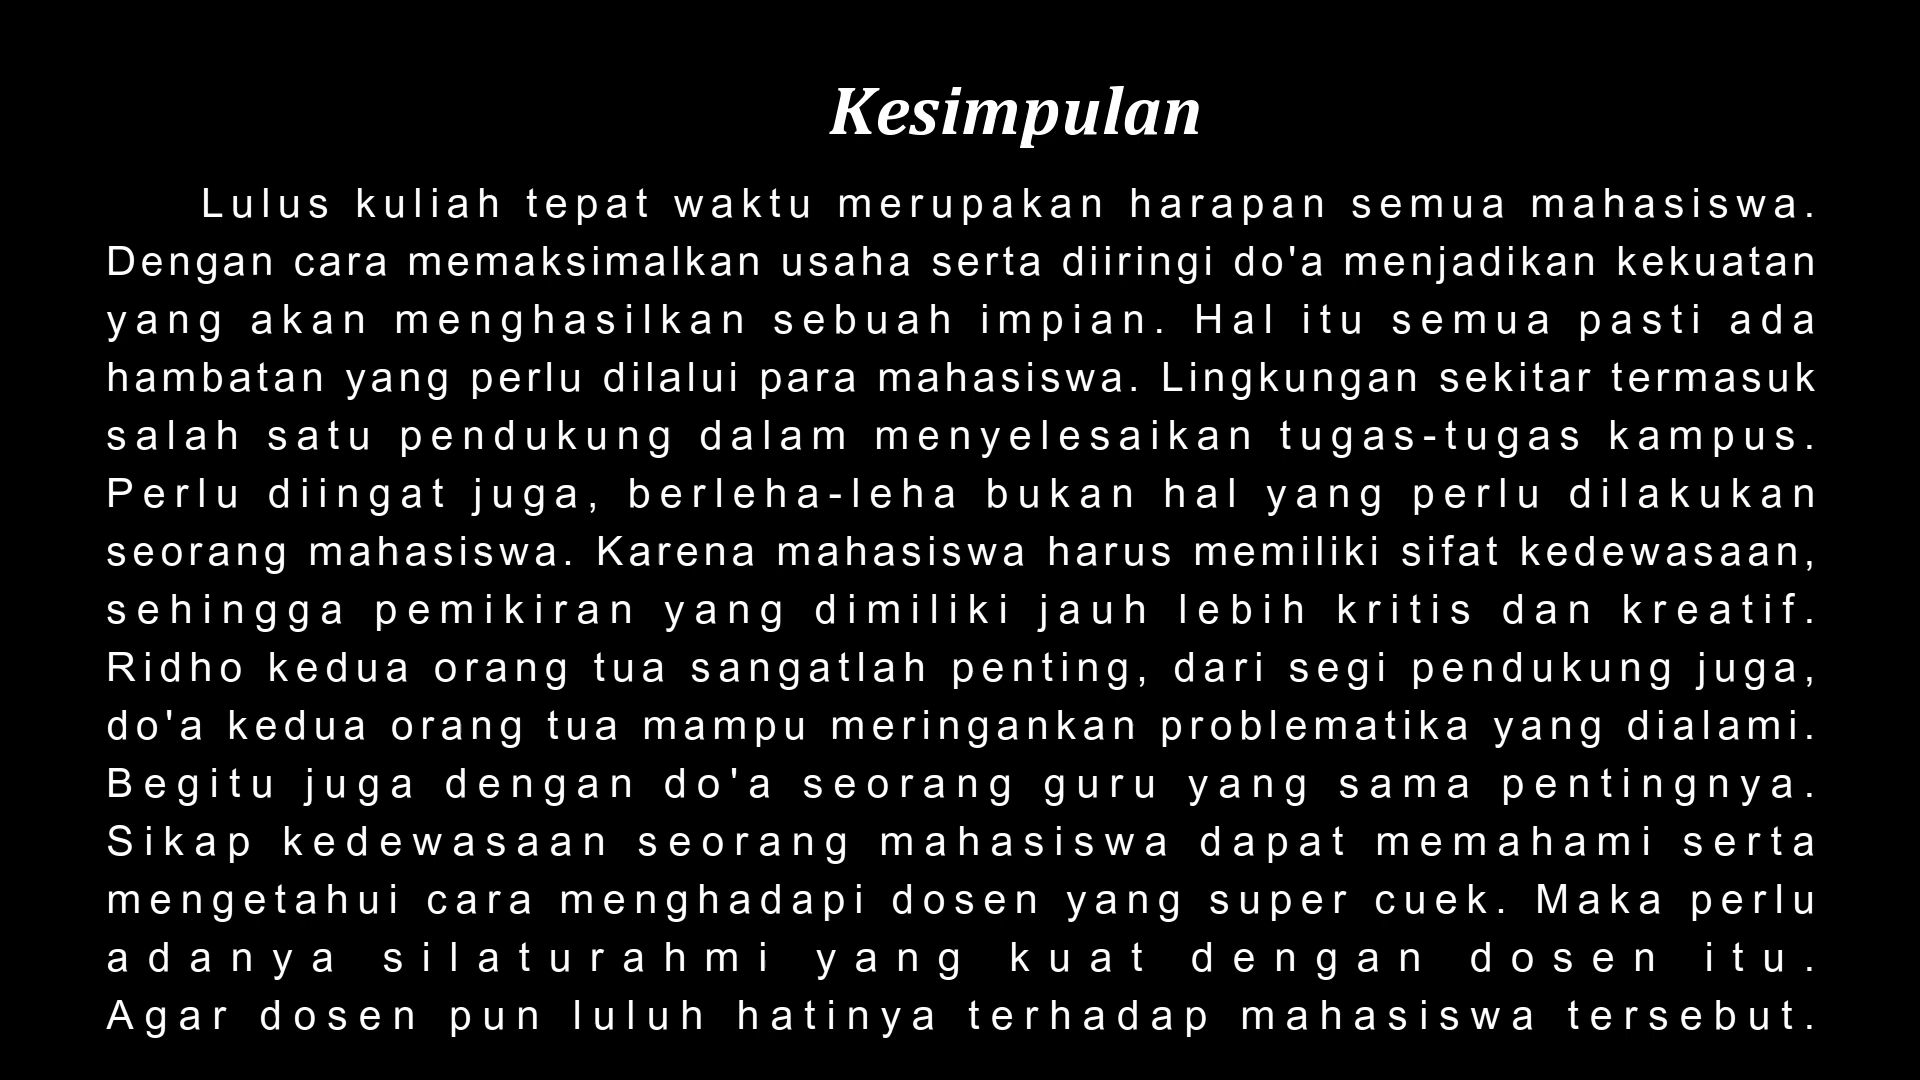 Kesimpulan
Lulus kuliah tepat waktu merupakan harapan semua mahasiswa.
Dengan cara memaksimalkan usaha serta diiringi do'a menjadikan kekuatan
yang akan menghasilkan sebuah impian. Hal itu semua pasti ada
hambatan yang perlu dilalui para mahasiswa. Lingkungan sekitar termasuk
salah satu pendukung dalam menyelesaikan tugas-tugas kampus.
Perlu diingat juga, berleha-leha bukan hal yang perlu dilakukan
seorang mahasiswa. Karena mahasiswa harus memiliki sifat kedewasaan,
sehingga pemikiran yang dimiliki jauh lebih kritis dan kreatif.
Ridho kedua orang tua sangatlah penting, dari segi pendukung juga,
do'a kedua orang tua mampu meringankan problematika yang dialami.
Begitu juga dengan do'a seorang guru yang sama pentingnya.
Sikap kedewasaan seorang mahasiswa dapat memahami serta
mengetahui cara menghadapi dosen yang super cuek. Maka perlu
adanya silaturahmi yang kuat dengan dosen itu.
Agar dosen pun luluh hatinya terhadap mahasiswa tersebut.